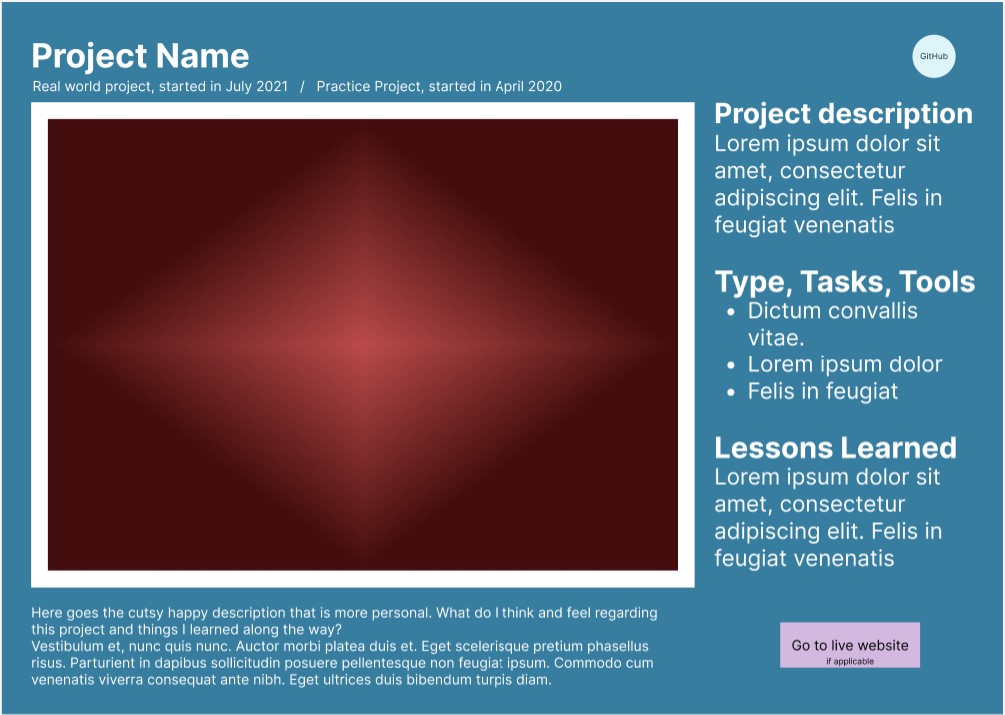 Project Name
GitHub
Real world project, started in July 2021 / Practice Project, started in April 2020
Project description
Lorem ipsum dolor sit
amet, consectetur
adipiscing elit. Felis in
feugiat venenatis
Type, Tasks, Tools
• Dictum convallis
vitae.
• Lorem ipsum dolor
• Felis in feugiat
Lessons Learned
Lorem ipsum dolor sit
amet, consectetur
adipiscing elit. Felis in
feugiat venenatis
Here goes the cutsy happy description that is more personal. What do I think and feel regarding
this project and things I learned along the way?
Vestibulum et, nunc quis nunc. Auctor morbi platea duis et. Eget scelerisque pretium phasellus
risus. Parturient in dapibus sollicitudin posuere pellentesque non feugiat ipsum. Commodo cum
venenatis viverra consequat ante nibh. Eget ultrices duis bibendum turpis diam.
Go to live website
if applicable